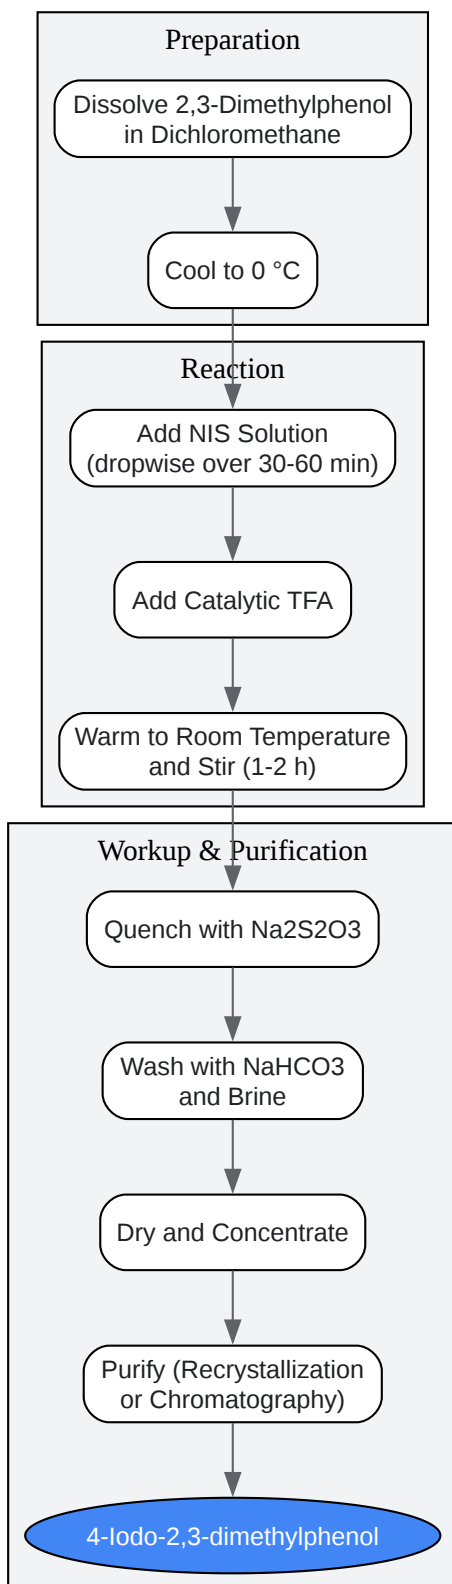 Preparation
Dissolve 2,3-Dimethylphenol
in Dichloromethane
Cool to 0 °C
Reaction
Add NIS Solution
(dropwise over 30-60 min)
Add Catalytic TFA
Warm to Room Temperature
and Stir (1-2 h)
Workup & Purification
Quench with Na2S2O3
Wash with NaHCO3
and Brine
Dry and Concentrate
Purify (Recrystallization
or Chromatography)
4-Iodo-2,3-dimethylphenol